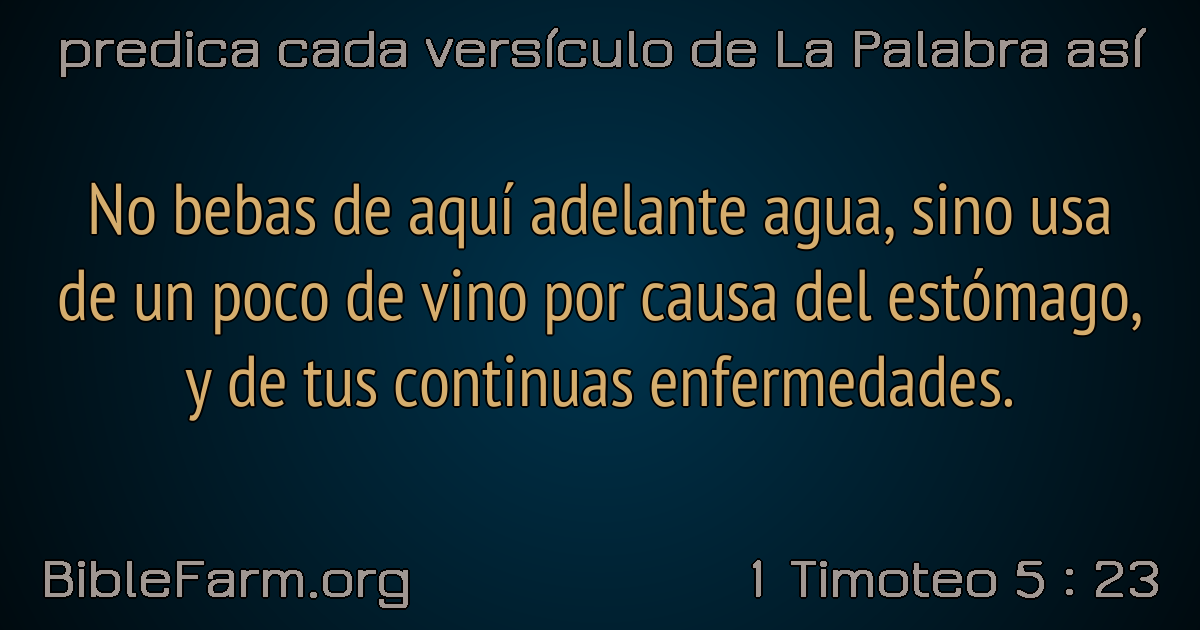 predica cada versículo de La Palabra así
No bebas de aquí adelante agua, sino usa
de un poco de vino por causa del estómago,
y de tus continuas enfermedades.
BibleFarm.org
1 Timoteo 5 : 23